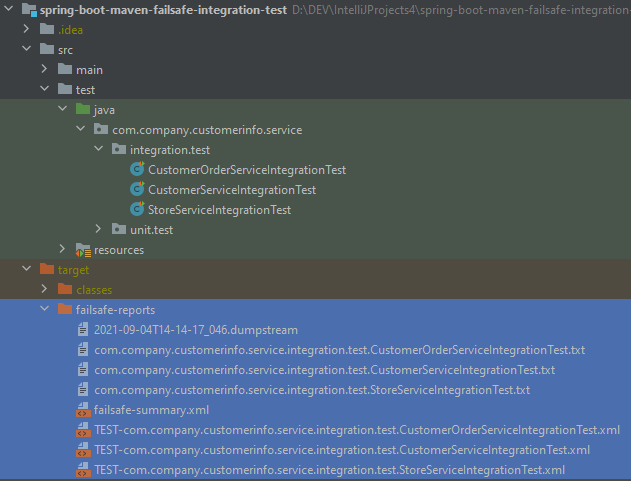 spring-boot-maven-failsafe-integration-test D:\DEV\IntelliJProjects4\spring-boot-maven-failsafe-integration-
.idea
src
main
test
java
com.company.customerinfo.service
integration.test
CustomerOrderServiceIntegrationTest
CustomerServiceIntegrationTest
StoreServiceIntegrationTest
unit.test
resources
target
classes
failsafe-reports
2021-09-04T14-14-17_046.dumpstream
com.company.customerinfo.service.integration.test.CustomerOrderServiceIntegrationTest.txt
com.company.customerinfo.service.integration.test.CustomerServiceIntegrationTest.txt
com.company.customerinfo.service.integration.test.StoreServiceIntegrationTest.txt
failsafe-summary.xml
TEST-com.company.customerinfo.service.integration.test.CustomerOrderServiceIntegrationTest.xml
TEST-com.company.customerinfo.service.integration.test.CustomerServiceIntegrationTest.xml
TEST-com.company.customerinfo.service.integration.test.StoreServiceIntegrationTest.xml